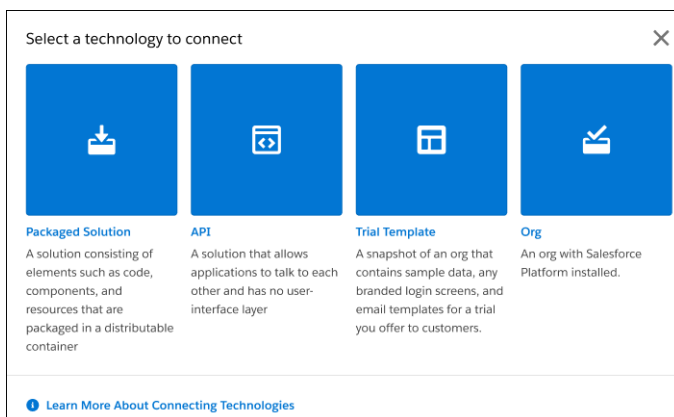 Select a technology to connect
Packaged Solution
A solution consisting of
elements such as code,
components, and
resources that are
packaged in a distributable
container
API
A solution that allows
applications to talk to each
other and has no user-
interface layer
Trial Template
A snapshot of an org that
contains sample data, any
branded login screens, and
email templates for a trial
you offer to customers.
Org
An org with Salesforce
Platform installed.
Learn More About Connecting Technologies